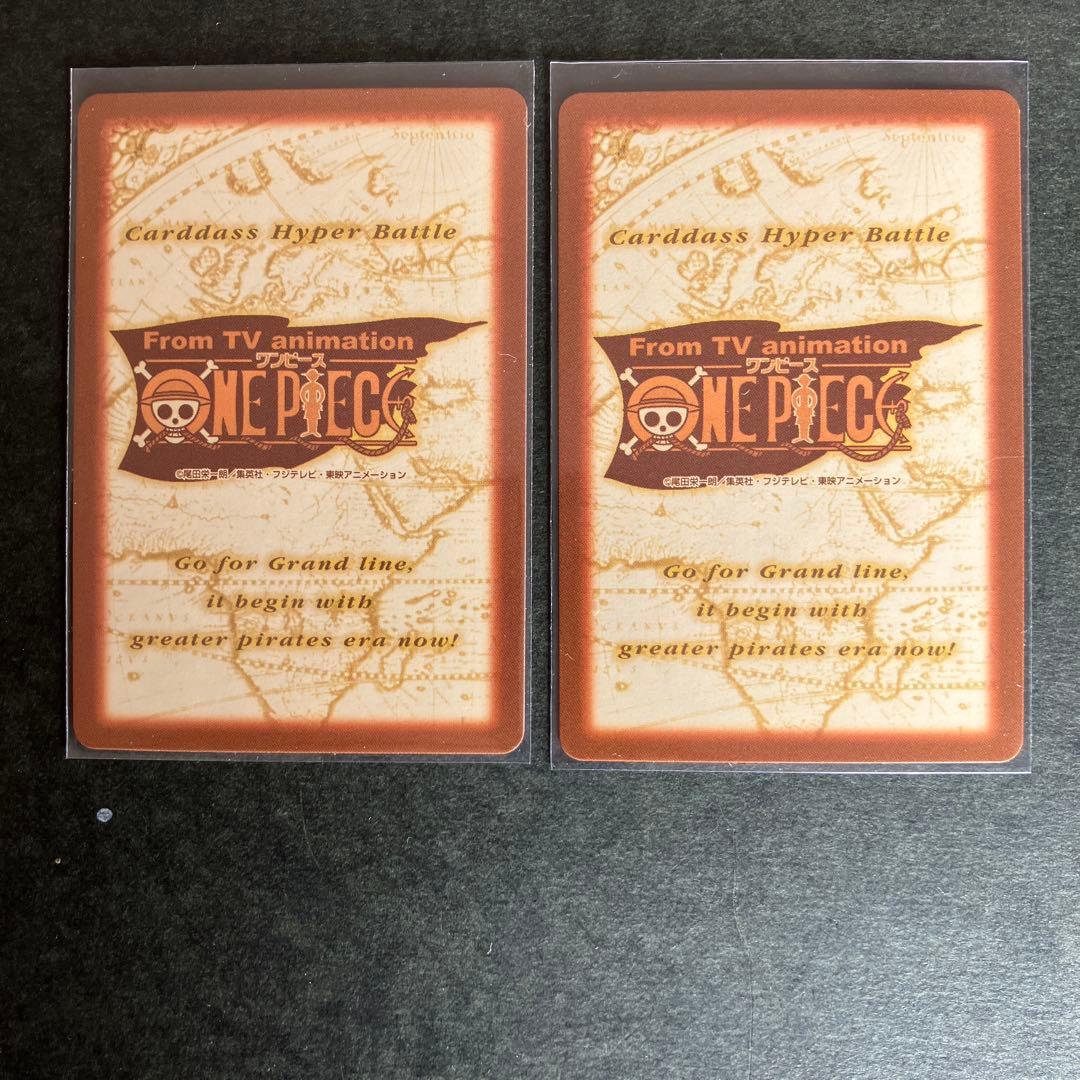 Septentrio
Carddass Hyper Battle
From TV animation
ワンピース
ONE PIECE
©尾田栄一朗／集英社・フジテレビ・東映アニメーション
Go for Grand line,
it begin with
greater pirates era now!
Septentrio
Carddass Hyper Battle
From TV animation
ワンピース
ONE PIECE
©尾田栄一朗／集英社・フジテレビ・東映アニメーション
Go for Grand line,
it begin with
greater pirates era now!